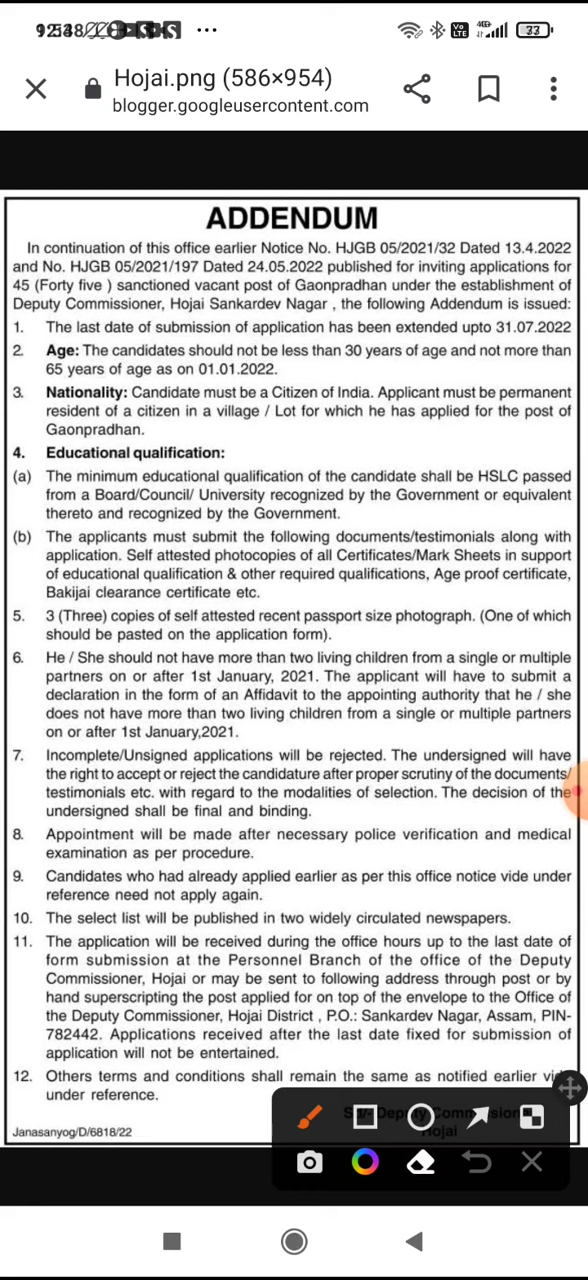 Hojai.png (586×954)
blogger.googleusercontent.com
33
ADDENDUM
In continuation of this office earlier Notice No. HJGB 05/2021/32 Dated 13.4.2022
and No. HJGB 05/2021/197 Dated 24.05.2022 published for inviting applications for
45 (Forty five ) sanctioned vacant post of Gaonpradhan under the establishment of
Deputy Commissioner, Hojai Sankardev Nagar , the following Addendum is issued:
1. The last date of submission of application has been extended upto 31.07.2022
2. Age: The candidates should not be less than 30 years of age and not more than
65 years of age as on 01.01.2022.
3. Nationality: Candidate must be a Citizen of India. Applicant must be permanent
resident of a citizen in a village / Lot for which he has applied for the post of
Gaonpradhan.
4. Educational qualification:
(a) The minimum educational qualification of the candidate shall be HSLC passed
from a Board/Council/ University recognized by the Government or equivalent
thereto and recognized by the Government.
(b) The applicants must submit the following documents/testimonials along with
application. Self attested photocopies of all Certificates/Mark Sheets in support
of educational qualification & other required qualifications, Age proof certificate,
Bakijai clearance certificate etc.
5. 3 (Three) copies of self attested recent passport size photograph. (One of which
should be pasted on the application form).
6. He / She should not have more than two living children from a single or multiple
partners on or after 1st January, 2021. The applicant will have to submit a
declaration in the form of an Affidavit to the appointing authority that he / she
does not have more than two living children from a single or multiple partners
on or after 1st January,2021.
7. Incomplete/Unsigned applications will be rejected. The undersigned will have
the right to accept or reject the candidature after proper scrutiny of the documents/
testimonials etc. with regard to the modalities of selection. The decision of the
undersigned shall be final and binding.
8. Appointment will be made after necessary police verification and medical
examination as per procedure.
9. Candidates who had already applied earlier as per this office notice vide under
reference need not apply again.
10. The select list will be published in two widely circulated newspapers.
11. The application will be received during the office hours up to the last date of
form submission at the Personnel Branch of the office of the Deputy
Commissioner, Hojai or may be sent to following address through post or by
hand superscripting the post applied for on top of the envelope to the Office of
the Deputy Commissioner, Hojai District , P.O.: Sankardev Nagar, Assam, PIN-
782442. Applications received after the last date fixed for submission of
application will not be entertained.
12. Others terms and conditions shall remain the same as notified earlier
under reference.
Deputy
Hojai
Janasanyog/D/6818/22